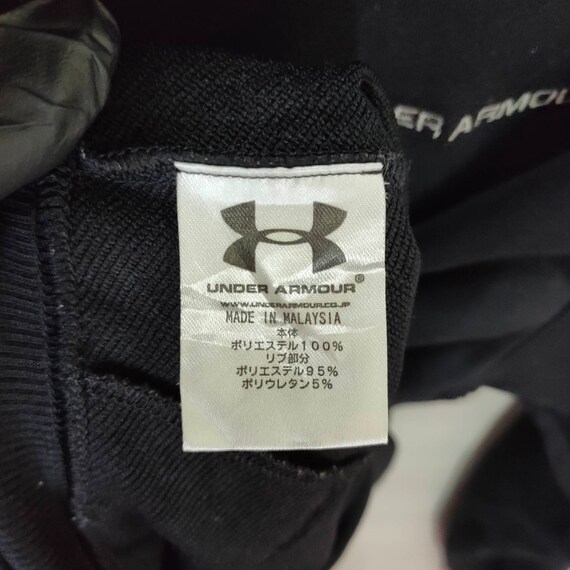 ER ARMOU
UNDER ARMOUR®
WWW.UNDERARMOUR.CO.JP
MADE IN MALAYSIA
本体
ポリエステル100%
リブ部分
ポリエステル95%
ポリウレタン5%